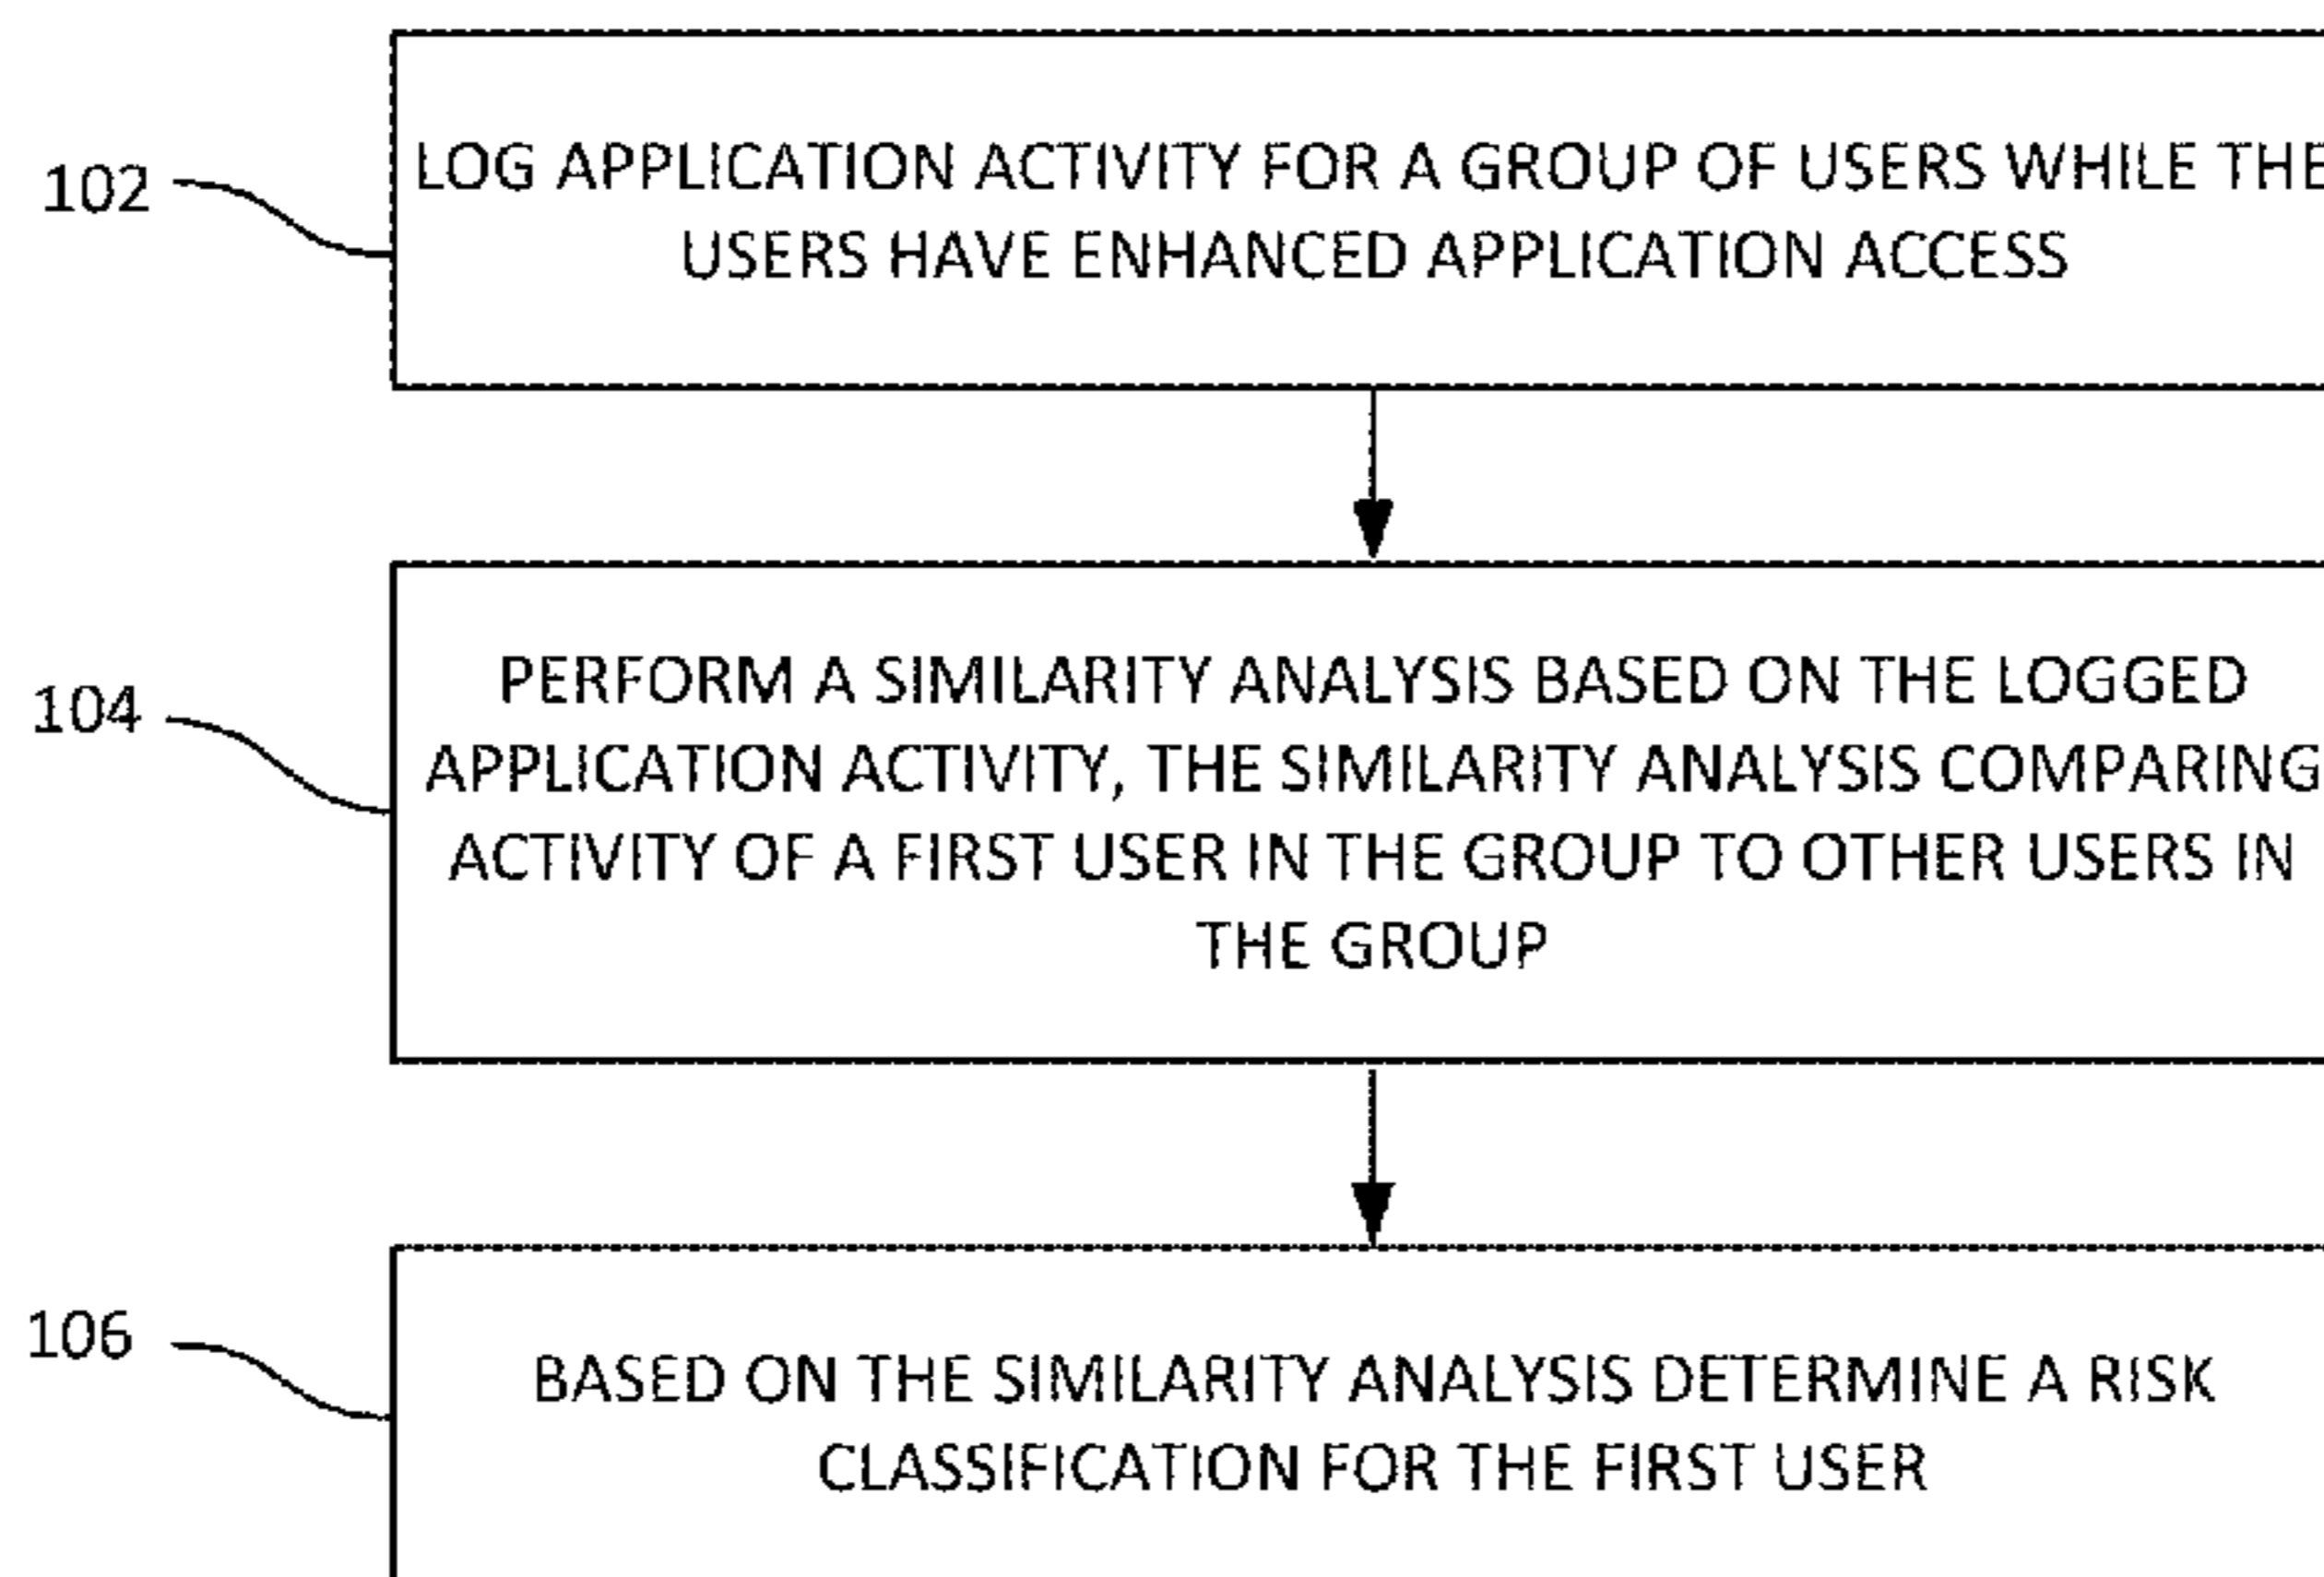 102
LOG APPLICATION ACTIVITY FOR A GROUP OF USERS WHILE THE
USERS HAVE ENHANCED APPLICATION ACCESS
104
PERFORM A SIMILARITY ANALYSIS BASED ON THE LOGGED
APPLICATION ACTIVITY, THE SIMILARITY ANALYSIS COMPARING
ACTIVITY OF A FIRST USER IN THE GROUP TO OTHER USERS IN
THE GROUP
106
BASED ON THE SIMILARITY ANALYSIS DETERMINE A RISK
CLASSIFICATION FOR THE FIRST USER